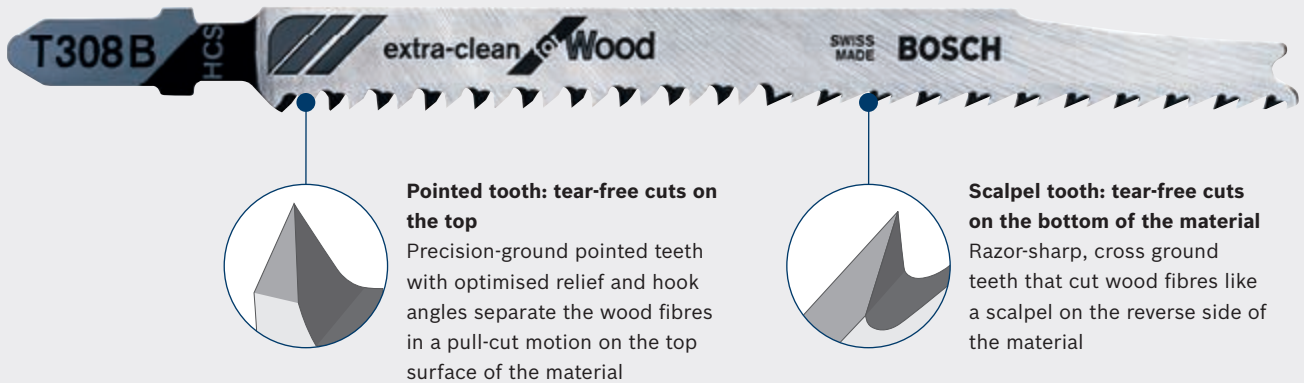 T308B
HCS
extra-clean for Wood
SWISS
MADE
BOSCH
Pointed tooth: tear-free cuts on
the top
Precision-ground pointed teeth
with optimised relief and hook
angles separate the wood fibres
in a pull-cut motion on the top
surface of the material
Scalpel tooth: tear-free cuts
on the bottom of the material
Razor-sharp, cross ground
teeth that cut wood fibres like
a scalpel on the reverse side of
the material